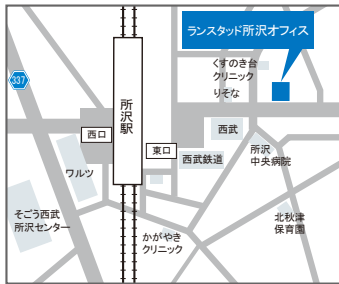 ランスタッド所沢オフィス
くすのき台
クリニック
りそな
337
所沢駅
西口
東口
西武
西武鉄道
所沢
中央病院
ワルツ
そごう西武
所沢センター
かがやき
クリニック
北秋津
保育園